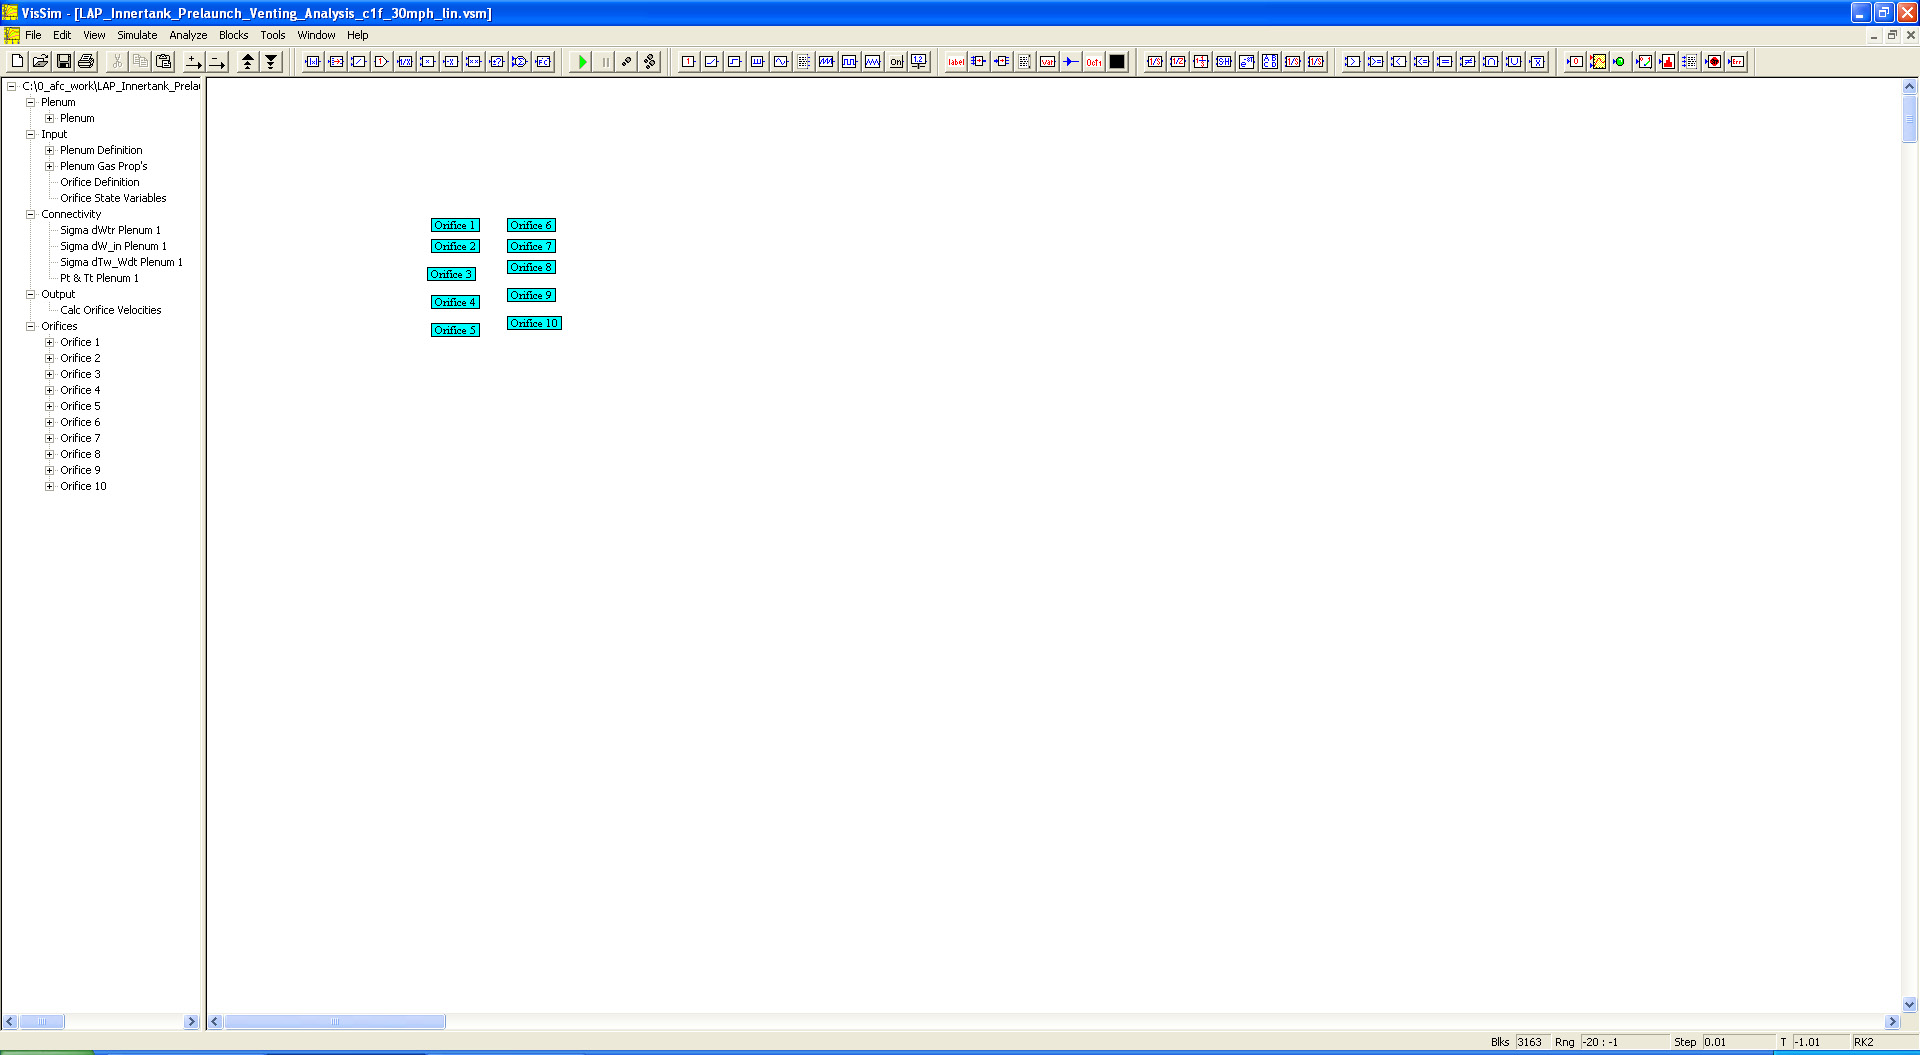 VisSim - [LAP_Innertank_Prelaunch_Venting_Analysis_c1f_30mph_lin.vsm]
File Edit View Simulate Analyze Blocks Tools Window Help
C:\0_afc_work\LAP_Innertank_Prela
Plenum
Plenum
Input
Plenum Definition
Plenum Gas Prop's
Orifice Definition
Orifice State Variables
Connectivity
Sigma dWtr Plenum 1
Sigma dW_in Plenum 1
Sigma dTw_Wdt Plenum 1
Pt & Tt Plenum 1
Output
Calc Orifice Velocities
Orifices
Orifice 1
Orifice 2
Orifice 3
Orifice 4
Orifice 5
Orifice 6
Orifice 7
Orifice 8
Orifice 9
Orifice 10
Orifice 1 Orifice 6
Orifice 2 Orifice 7
Orifice 3 Orifice 8
Orifice 4 Orifice 9
Orifice 5 Orifice 10
Blks 3163 Rng -20 : -1 Step 0.01 T -1.01 RK2